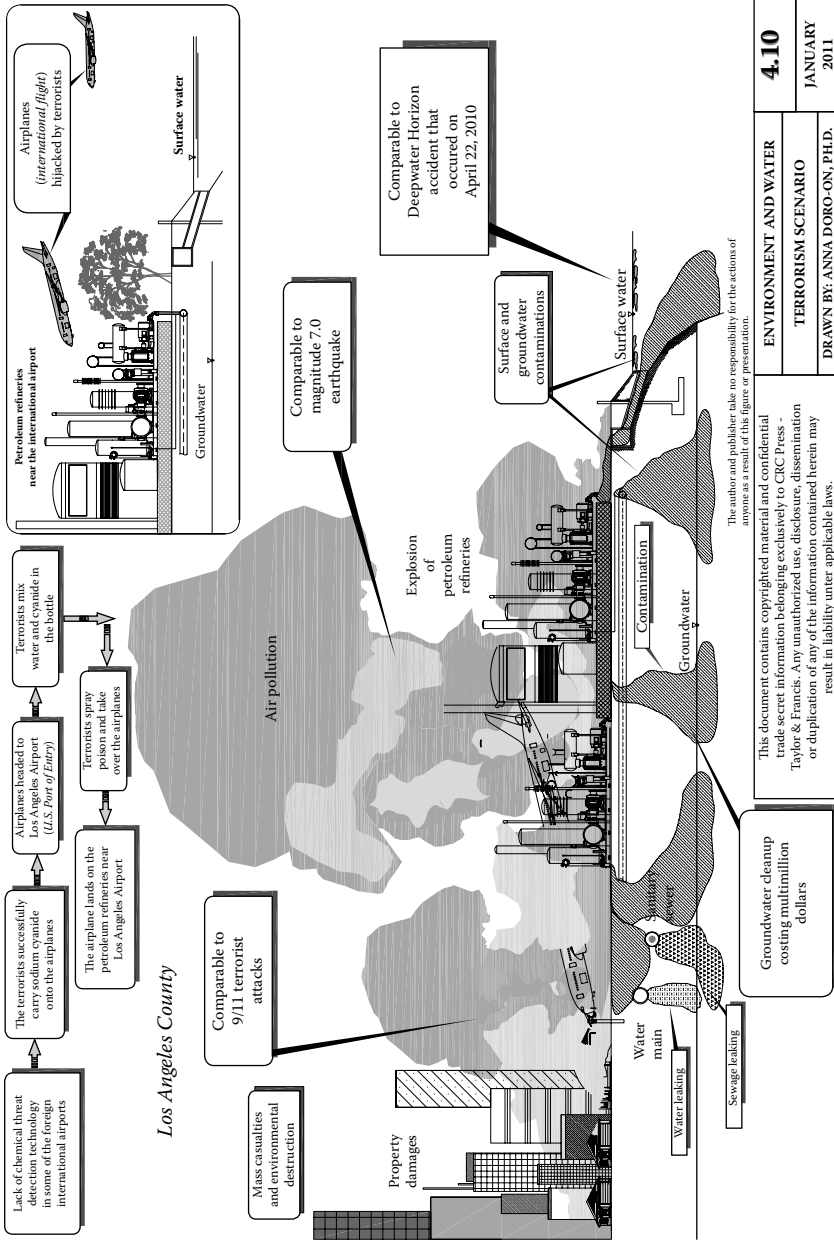 Lack of chemical threat
detection technology
in some of the foreign
international airports
The terrorists successfully
carry sodium cyanide
onto the airplanes
Airplanes headed to
Los Angeles Airport
(U.S. Port of Entry)
Terrorists mix
water and cyanide in
the bottle
Terrorists spray
poison and take
over the airplanes
The airplane lands on the
petroleum refineries near
Los Angeles Airport
Petroleum refineries
near the international airport
Airplanes
(international flight)
hijacked by terrorists
Surface water
Groundwater
Los Angeles County
Mass casualties
and environmental
destruction
Comparable to
9/11 terrorist
attacks
Air pollution
Comparable to
magnitude 7.0
earthquake
Comparable to
Deepwater Horizon
accident that
occured on
April 22, 2010
Property
damages
Explosion
of
petroleum
refineries
Surface and
groundwater
contaminations
Surface water
Water
main
Sanitary
sewer
Contamination
Groundwater
Water leaking
Sewage leaking
Groundwater cleanup
costing multimillion
dollars
The author and publisher take no responsibility for the actions of
anyone as a result of this figure or presentation.
This document contains copyrighted material and confidential
trade secret information belonging exclusively to CRC Press -
Taylor & Francis. Any unauthorized use, disclosure, dissemination
or duplication of any of the information contained herein may
result in liability under applicable laws.
ENVIRONMENT AND WATER
TERRORISM SCENARIO
DRAWN BY: ANNA DORO-ON, PH.D.
4.10
JANUARY
2011